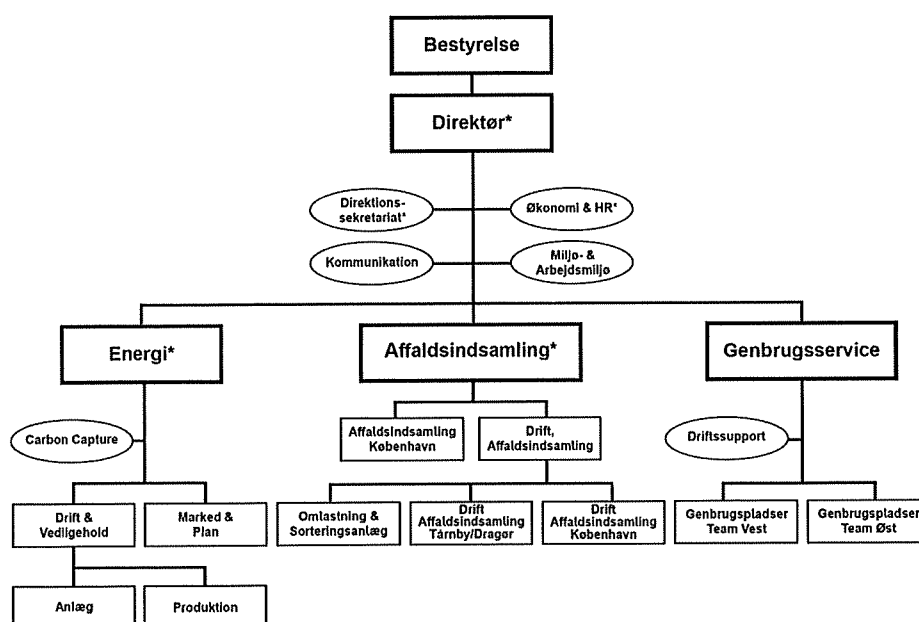 Bestyrelse
Direktør*
Direktions-
sekretariat*
Økonomi & HR*
Kommunikation
Miljø- &
Arbejdsmiljø
Energi*
Affaldsindsamling*
Genbrugsservice
Carbon Capture
Affaldsindsamling
København
Drift,
Affaldsindsamling
Driftssupport
Drift &
Vedligehold
Marked &
Plan
Omlastning &
Sorteringsanlæg
Drift
Affaldsindsamling
Tårnby/Dragør
Drift
Affaldsindsamling
København
Genbrugspladser
Team Vest
Genbrugspladser
Team Øst
Anlæg
Produktion